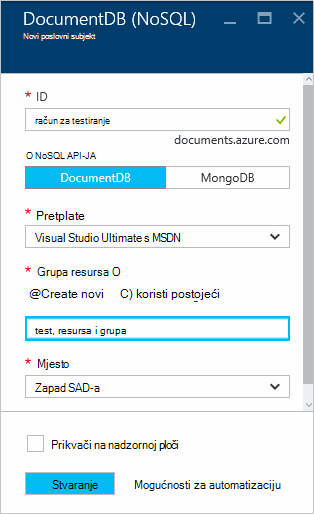 DocumentDB (NoSQL)
Novi poslovni subjekt
* ID
račun za testiranje
documents.azure.com
O NoSQL API-JA
DocumentDB MongoDB
* Pretplate
Visual Studio Ultimate s MSDN
* Grupa resursa O
@Create novi C) koristi postojeći
test, resursa i grupa
* Mjesto
Zapad SAD-a
Prikvači na nadzornoj ploči
Stvaranje Mogućnosti za automatizaciju